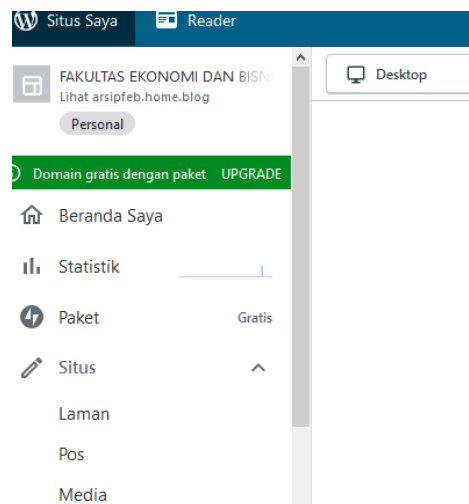 Situs Saya
Reader
FAKULTAS EKONOMI DAN BISN
Lihat arsipfeb.home.blog
Personal
Desktop
Domain gratis dengan paket UPGRADE
Beranda Saya
Statistik
Paket Gratis
Situs
Laman
Pos
Media